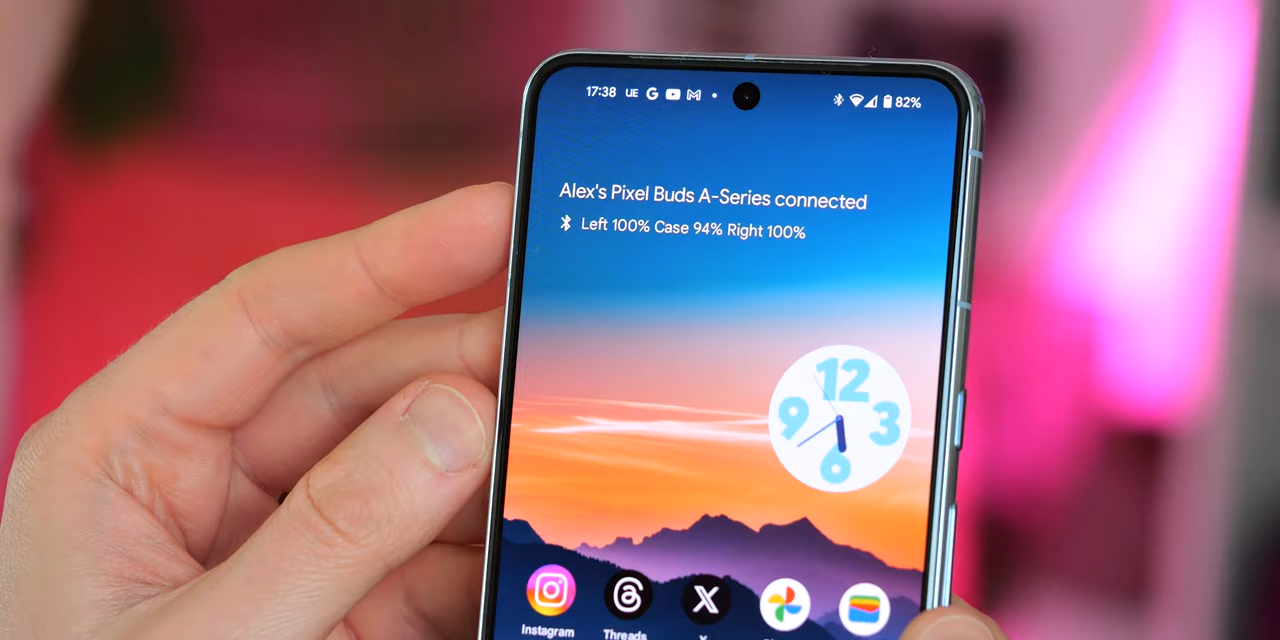 17:38 UE G M 82%
Alex's Pixel Buds A-Series connected
Left 100% Case 94% Right 100%
12
9 3
6
Instagram Threads X